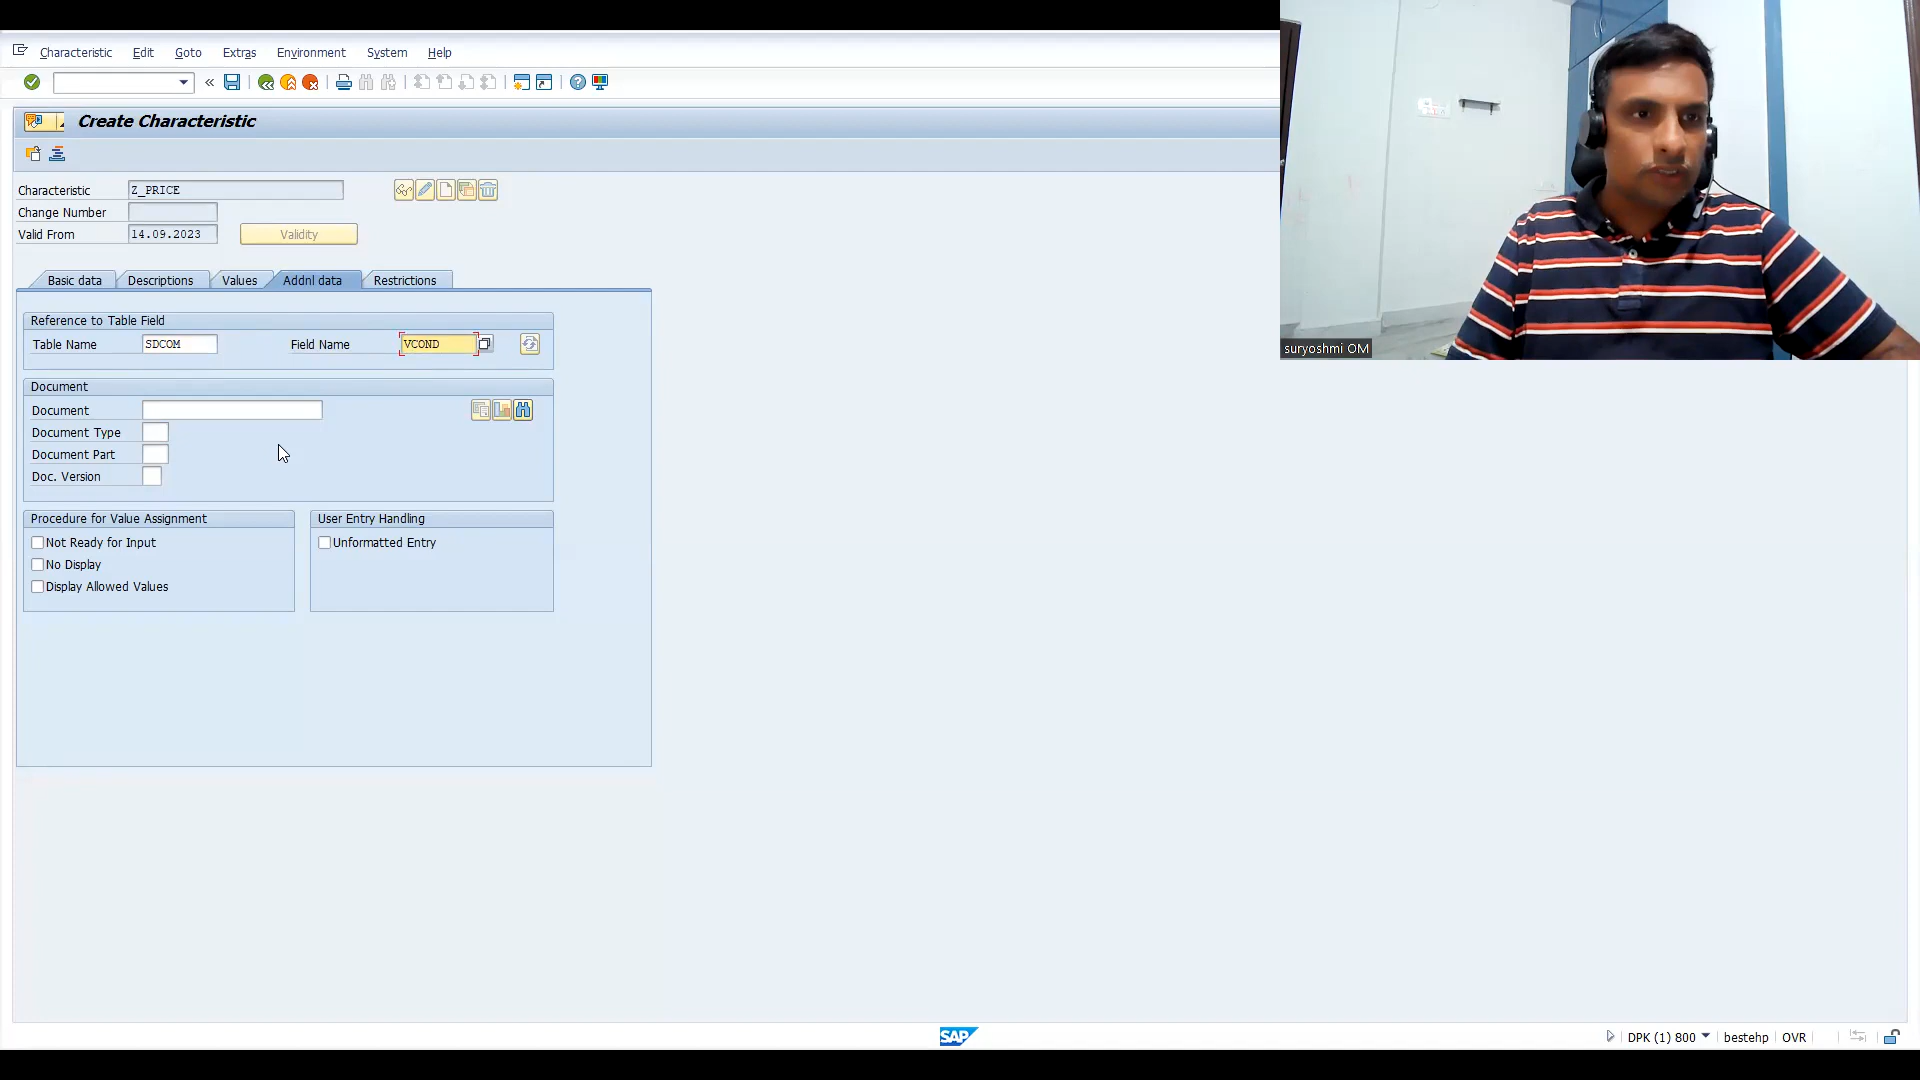 Characteristic Edit Goto Extras Environment System Help
Create Characteristic
Characteristic Z_PRICE
Change Number
Valid From 14.09.2023 Validity
Basic data Descriptions Values Addnl data Restrictions
Reference to Table Field
Table Name SDCOM Field Name VCOND
Document
Document
Document Type
Document Part
Doc. Version
Procedure for Value Assignment User Entry Handling
Not Ready for Input Unformatted Entry
No Display
Display Allowed Values
suryoshmi OM
SAP
DPK (1) 800 bestehp OVR